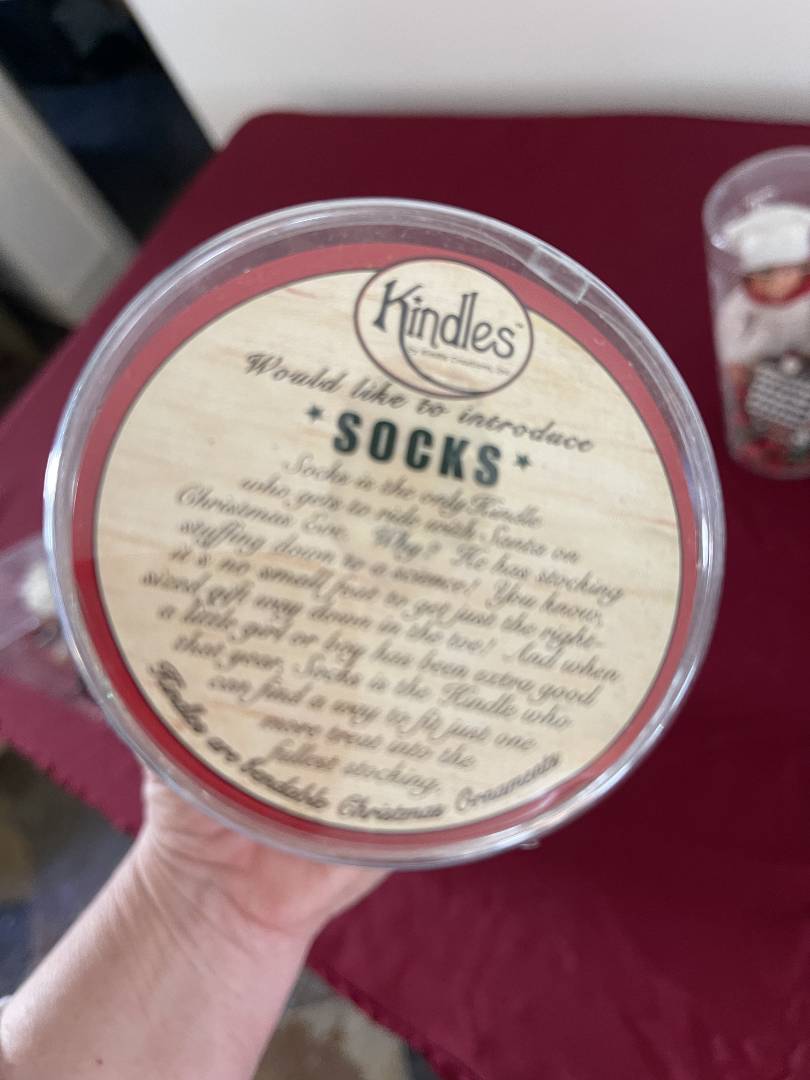 Kindles™
Would like to introduce
★ SOCKS ★
Socks is the only Kindle
who gets to ride with Santa on
Christmas Eve. Why? He has stocking
stuffing down to a science! You know,
it's no small feat to get just the right-
sized gift way down in the toe! And when
a little girl or boy has been extra good
that year, Socks is the Kindle who
can find a way to fit just one
more treat into the
fullest stocking.
Kindles are bendable Christmas Ornaments